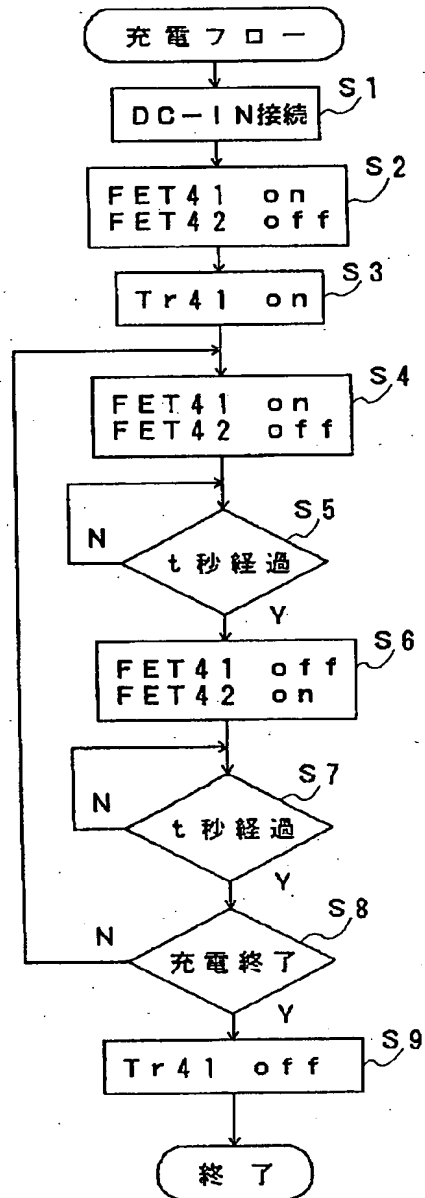 充電フロー
S1
DC-IN接続
S2
FET41 on
FET42 off
S3
Tr41 on
S4
FET41 on
FET42 off
S5
N
t秒経過
Y
S6
FET41 off
FET42 on
S7
N
t秒経過
Y
S8
N
充電終了
Y
S9
Tr41 off
終了